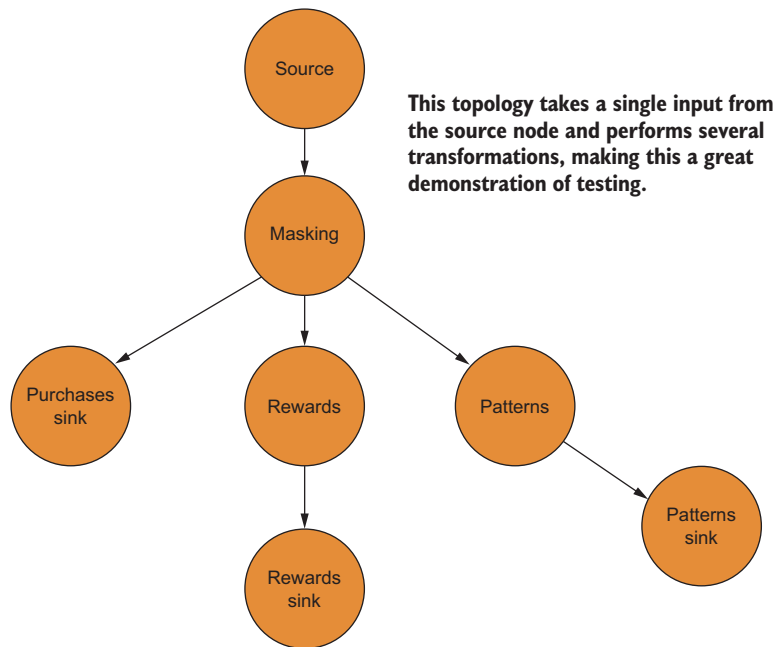 Source
This topology takes a single input from
the source node and performs several
transformations, making this a great
demonstration of testing.
Masking
Purchases
sink
Rewards
Patterns
Patterns
sink
Rewards
sink